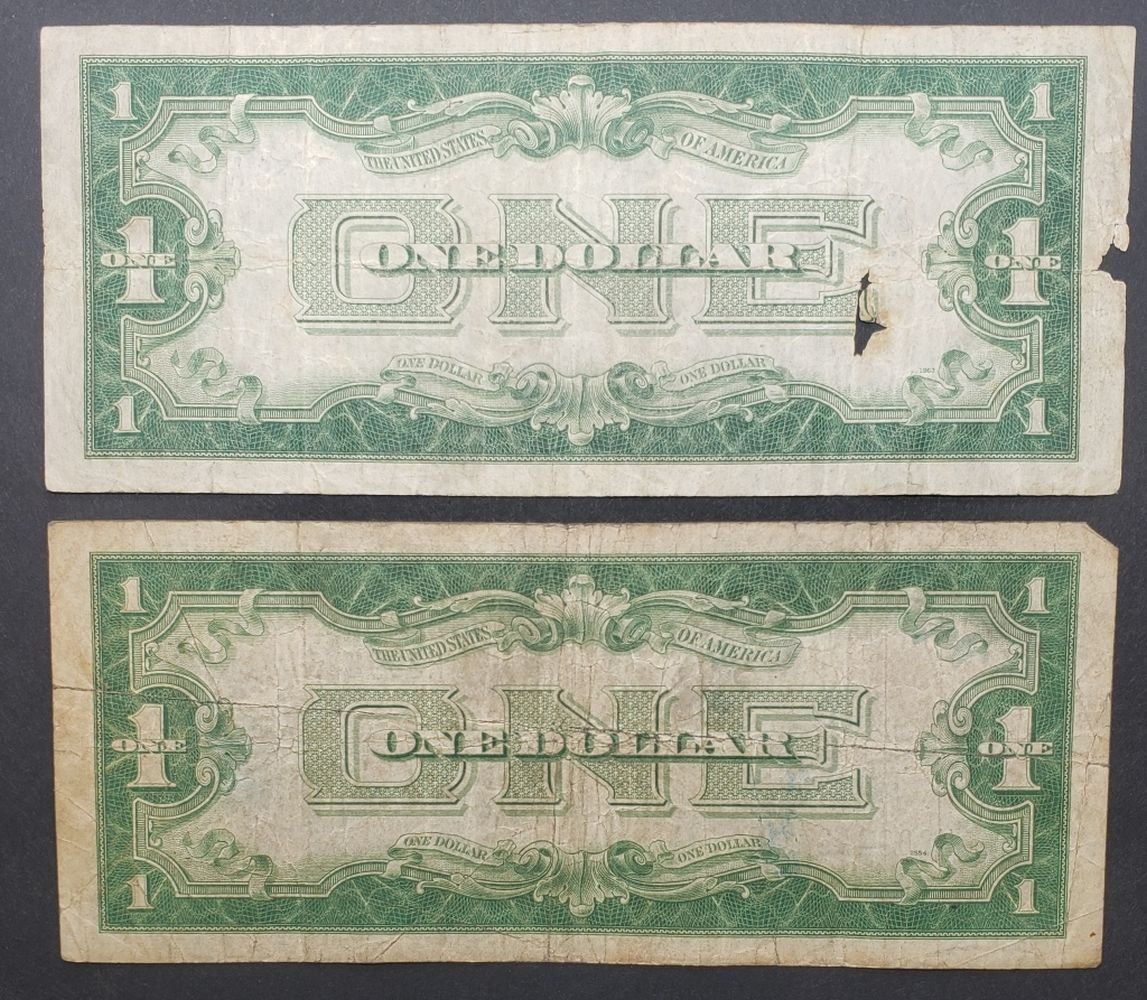 1 1
THE UNITED STATES OF AMERICA
ONE
ONE DOLLAR
1 ONE 1 ONE
ONE DOLLAR ONE DOLLAR
1 1
1 1
THE UNITED STATES OF AMERICA
ONE
ONE DOLLAR
1 ONE 1 ONE
ONE DOLLAR ONE DOLLAR
1 1